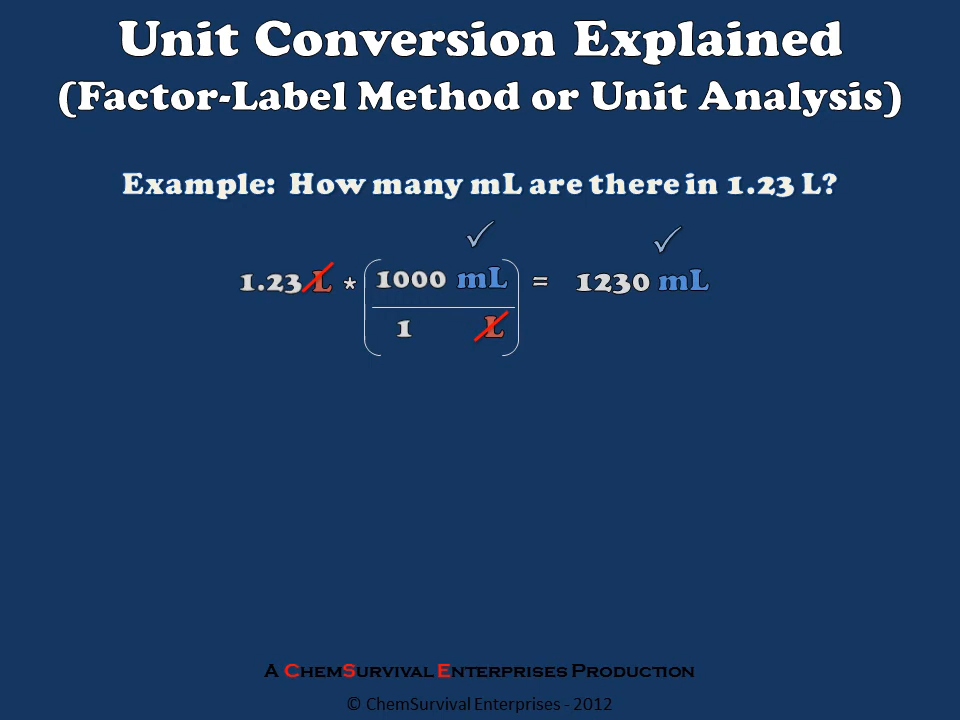 Unit Conversion Explained
(Factor-Label Method or Unit Analysis)
Example: How many mL are there in 1.23 L?
✓ ✓
1.23 L * 1000 mL = 1230 mL
1 L
A ChemSurvival Enterprises Production
© ChemSurvival Enterprises - 2012